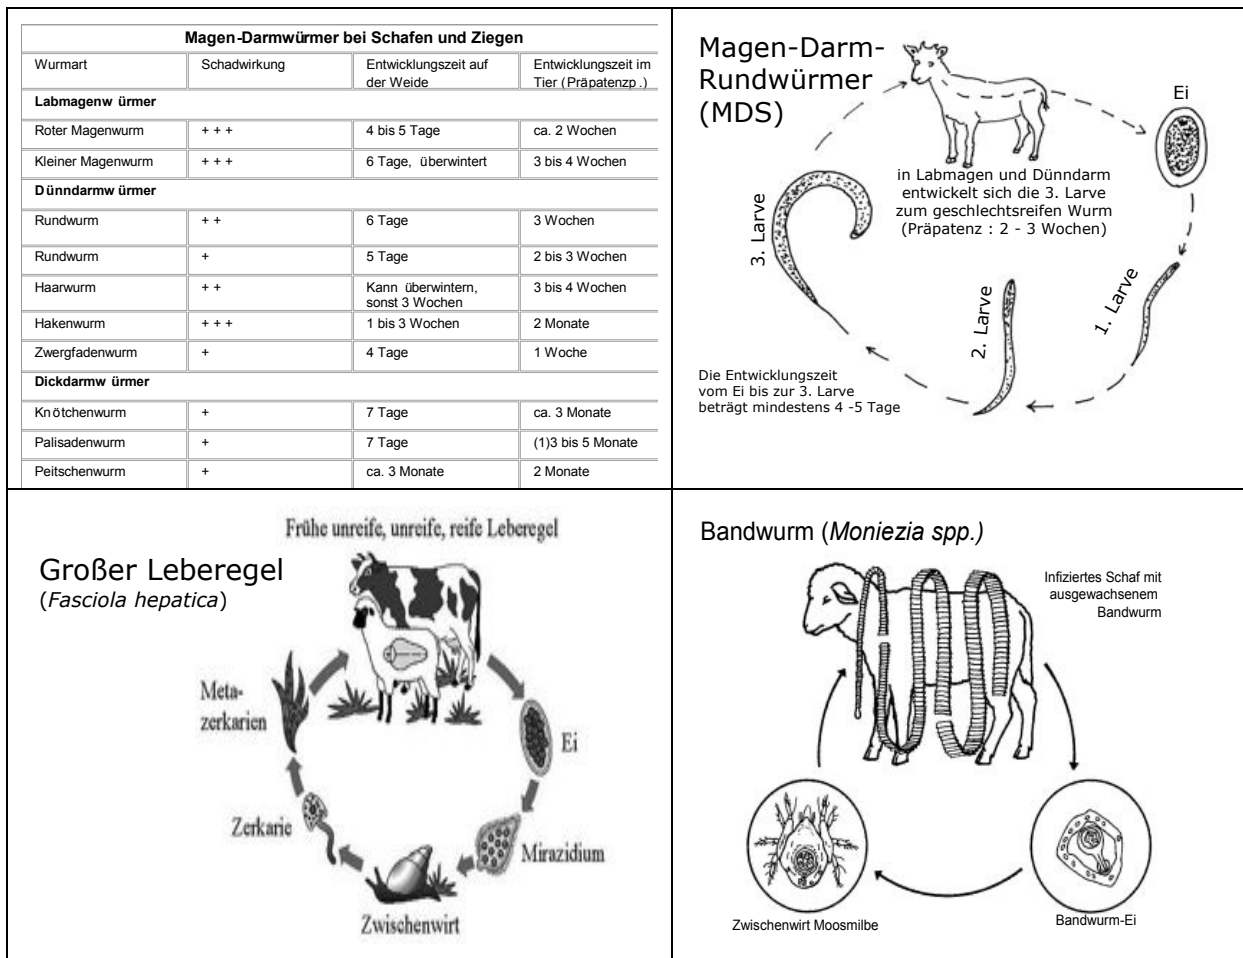 Magen-Darmwürmer bei Schafen und Ziegen
Wurmart Schadwirkung Entwicklungszeit auf der Weide Entwicklungszeit im Tier (Präpatenzp.)
Labmagenw ürmer
Roter Magenwurm + + + 4 bis 5 Tage ca. 2 Wochen
Kleiner Magenwurm + + + 6 Tage, überwintert 3 bis 4 Wochen
Dünndarmw ürmer
Rundwurm + + 6 Tage 3 Wochen
Rundwurm + 5 Tage 2 bis 3 Wochen
Haarwurm + + Kann überwintern, sonst 3 Wochen 3 bis 4 Wochen
Hakenwurm + + + 1 bis 3 Wochen 2 Monate
Zwergfadenwurm + 4 Tage 1 Woche
Dickdarmw ürmer
Knötchenwurm + 7 Tage ca. 3 Monate
Palisadenwurm + 7 Tage (1)3 bis 5 Monate
Peitschenwurm + ca. 3 Monate 2 Monate
Magen-Darm-
Rundwürmer
(MDS)
Ei
in Labmagen und Dünndarm
entwickelt sich die 3. Larve
zum geschlechtsreifen Wurm
(Präpatenz : 2 - 3 Wochen)
3. Larve
2. Larve
1. Larve
Die Entwicklungszeit
vom Ei bis zur 3. Larve
beträgt mindestens 4 -5 Tage
Frühe unreife, unreife, reife Leberegel
Großer Leberegel
(Fasciola hepatica)
Meta-
zerkarien
Ei
Zerkarie
Mirazidium
Zwischenwirt
Bandwurm (Moniezia spp.)
Infiziertes Schaf mit
ausgewachsenem
Bandwurm
Zwischenwirt Moosmilbe
Bandwurm-Ei